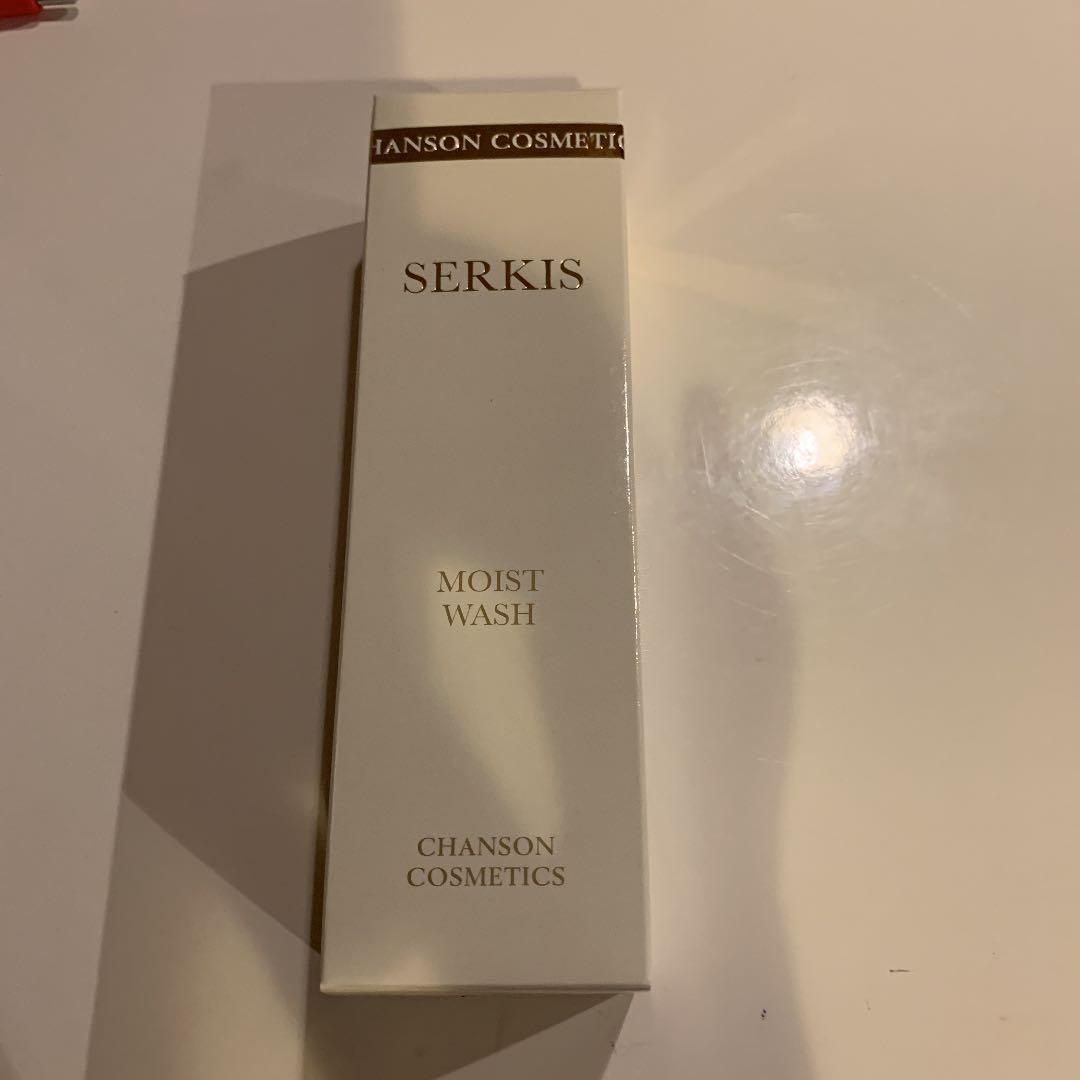 HANSON COSMETIC
SERKIS
MOIST
WASH
CHANSON
COSMETICS